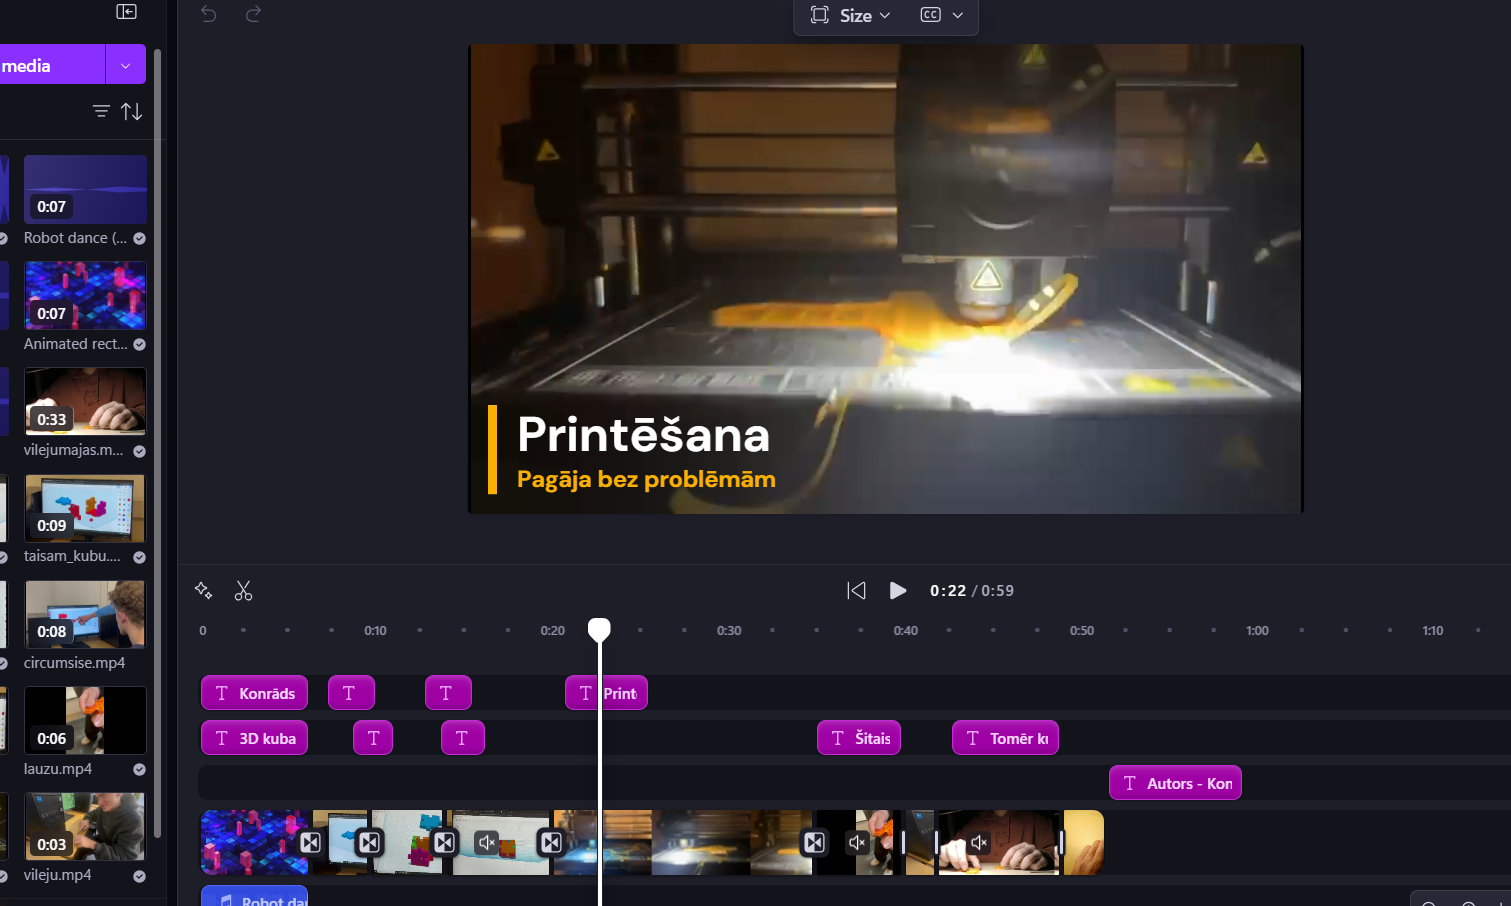 media
Size
CC
0:07
Robot dance (...
0:07
Animated rect...
0:33
vilejumajas.m...
0:09
taisam_kubu....
0:08
circumsise.mp4
0:06
lauzu.mp4
0:03
vileju.mp4
Printēšana
Pagāja bez problēmām
0:22 / 0:59
0 0:10 0:20 0:30 0:40 0:50 1:00 1:10
T Konrāds T T T Print
T 3D kuba T T T Šitais T Tomēr
T Autors - Kon
Robot dan